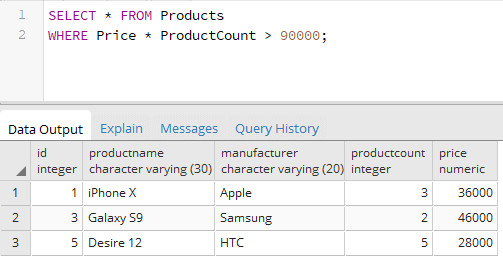 1 SELECT * FROM Products
2 WHERE Price * ProductCount > 90000;
Data Output Explain Messages Query History
id productname manufacturer productcount price
integer character varying (30) character varying (20) integer numeric
1 1 iPhone X Apple 3 36000
2 3 Galaxy S9 Samsung 2 46000
3 5 Desire 12 HTC 5 28000